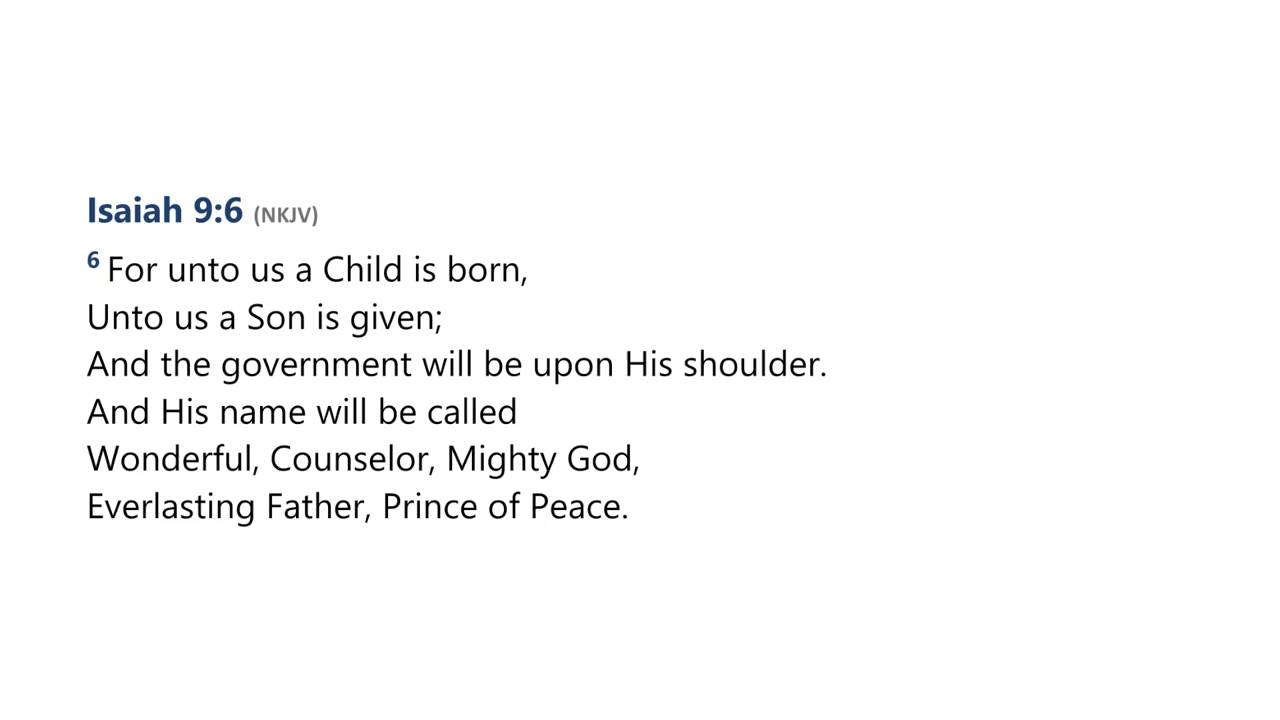 Isaiah 9:6 (NKJV)
6 For unto us a Child is born,
Unto us a Son is given;
And the government will be upon His shoulder.
And His name will be called
Wonderful, Counselor, Mighty God,
Everlasting Father, Prince of Peace.